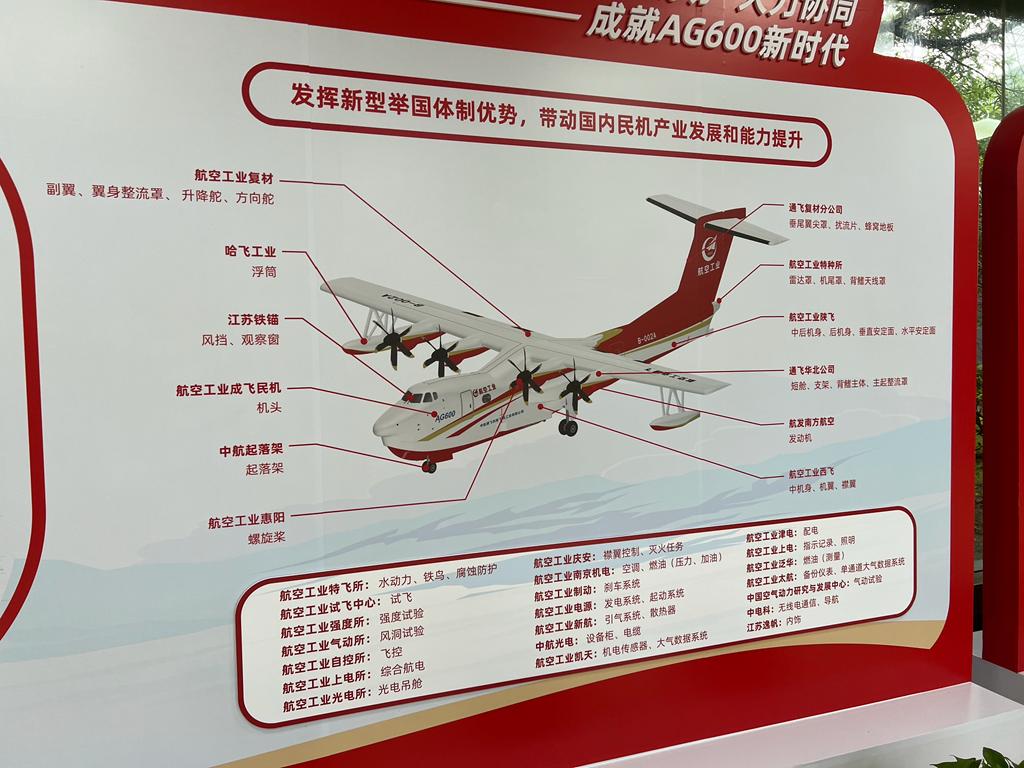 力协同
成就AG600新时代
发挥新型举国体制优势，带动国内民机产业发展和能力提升
航空工业复材
副翼、翼身整流罩、升降舵、方向舵
哈飞工业
浮筒
江苏铁锚
风挡、观察窗
航空工业成飞民机
机头
中航起落架
起落架
航空工业惠阳
螺旋桨
通飞复材分公司
垂尾翼尖罩、扰流片、蜂窝地板
航空工业特种所
雷达罩、机尾罩、背鳍天线罩
航空工业陕飞
中后机身、后机身、垂直安定面、水平安定面
通飞华北公司
短舱、支架、背鳍主体、主起整流罩
航发南方航空
发动机
航空工业西飞
中机身、机翼、襟翼
航空工业
B-002A
B-002A
航空工业
AG600
航空工业特飞所：水动力、铁鸟、腐蚀防护
航空工业试飞中心：试飞
航空工业强度所：强度试验
航空工业气动所：风洞试验
航空工业自控所：飞控
航空工业上电所：综合航电
航空工业光电所：光电吊舱
航空工业庆安：襟翼控制、灭火任务
航空工业南京机电：空调、燃油（压力、加油）
航空工业制动：刹车系统
航空工业电源：发电系统、起动系统
航空工业新航：引气系统、散热器
中航光电：设备柜、电缆
航空工业凯天：机电传感器、大气数据系统
航空工业津电：配电
航空工业上电：指示记录、照明
航空工业泛华：燃油（测量）
航空工业太航：备份仪表、单通道大气数据系统
中国空气动力研究与发展中心：气动试验
中电科：无线电通信、导航
江苏逸帆：内饰